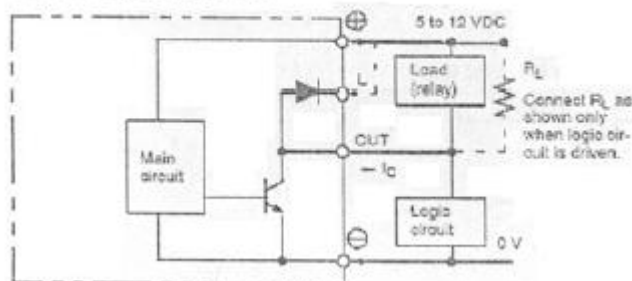 ⊕
5 to 12 VDC
Load
(relay)
RL
Connect RL as
shown only
when logic cir-
cuit is driven.
L
OUT
← IC
Main
circuit
Logic
circuit
⊖
0 V